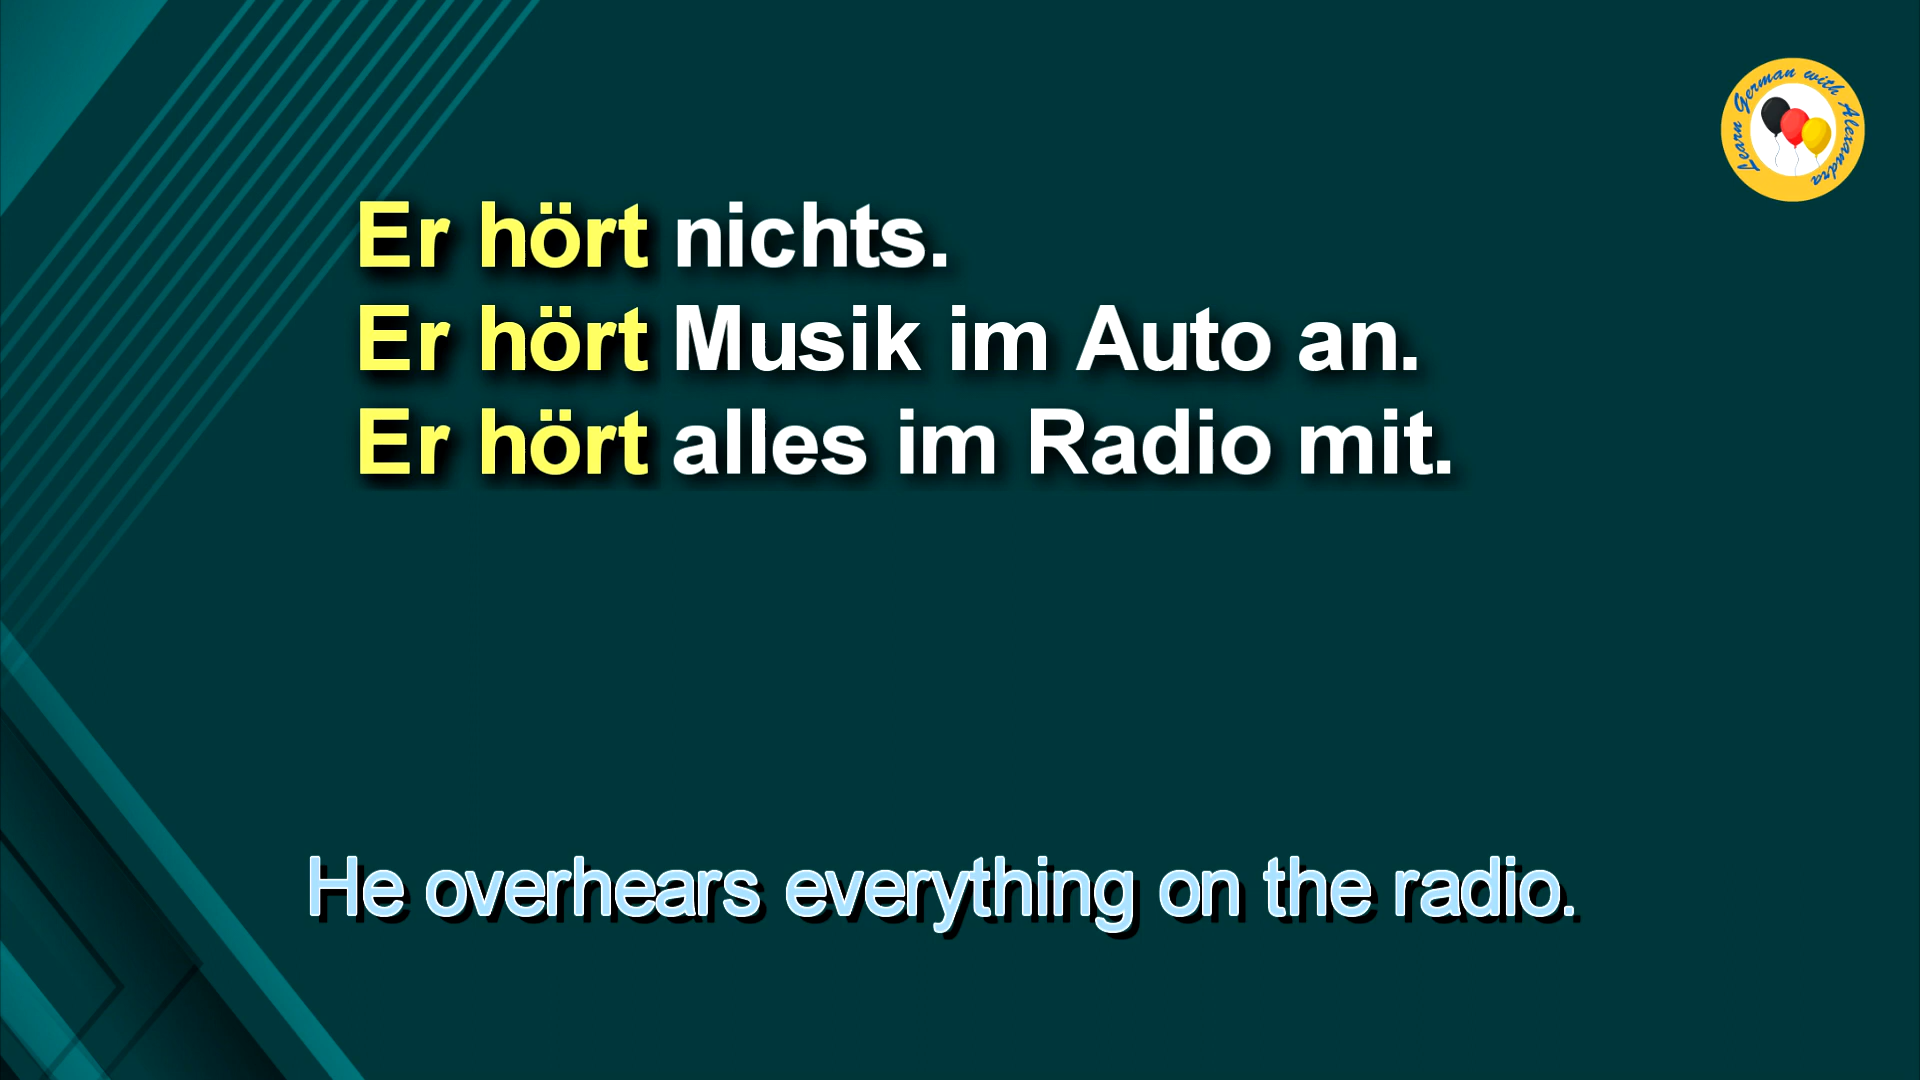 Learn German with Alexandra
Er hört nichts.
Er hört Musik im Auto an.
Er hört alles im Radio mit.
He overhears everything on the radio.